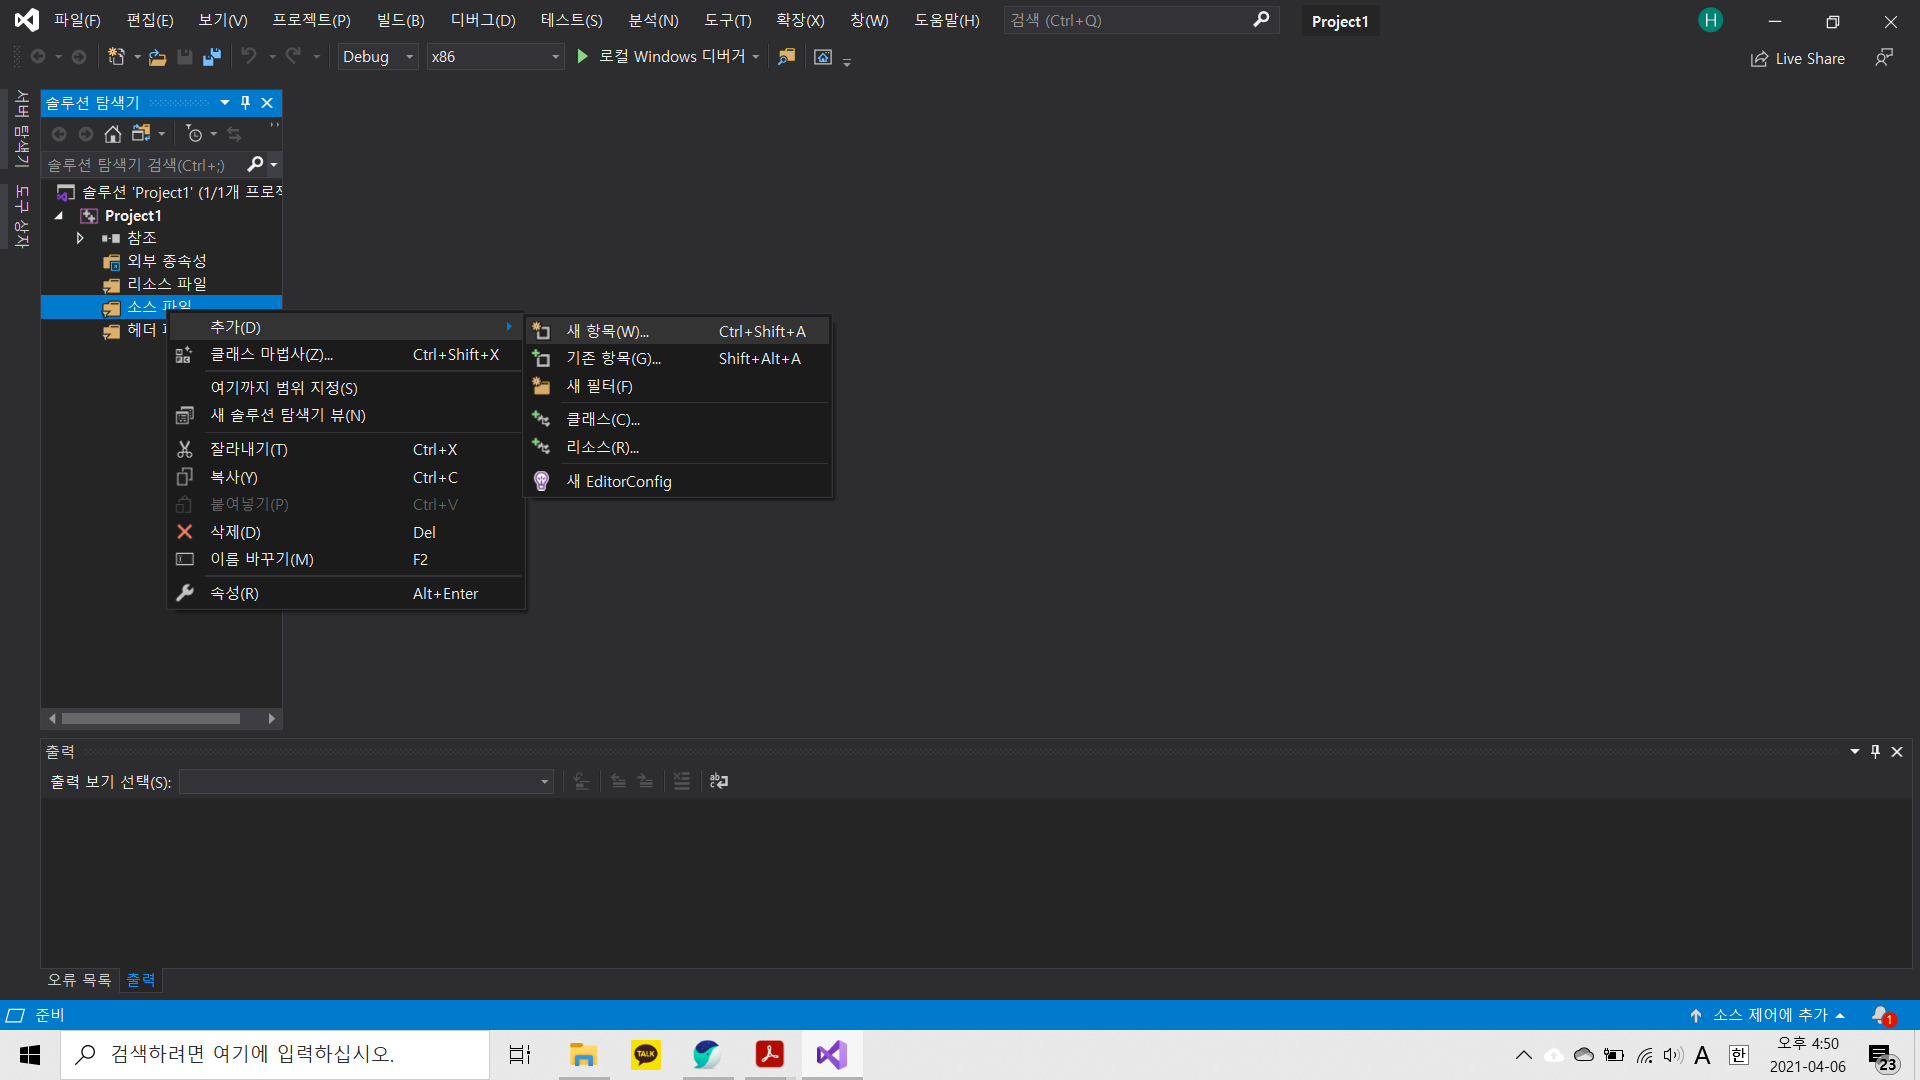 파일(F) 편집(E) 보기(V) 프로젝트(P) 빌드(B) 디버그(D) 테스트(S) 분석(N) 도구(T) 확장(X) 창(W) 도움말(H) 검색 (Ctrl+Q) Project1 H
Debug x86 로컬 Windows 디버거 Live Share
서버 탐색기
도구 상자
솔루션 탐색기
솔루션 탐색기 검색(Ctrl+;)
솔루션 'Project1' (1/1개 프로젝
Project1
참조
외부 종속성
리소스 파일
소스 파일
헤더
추가(D)
클래스 마법사(Z)... Ctrl+Shift+X
여기까지 범위 지정(S)
새 솔루션 탐색기 뷰(N)
잘라내기(T) Ctrl+X
복사(Y) Ctrl+C
붙여넣기(P) Ctrl+V
삭제(D) Del
이름 바꾸기(M) F2
속성(R) Alt+Enter
새 항목(W)... Ctrl+Shift+A
기존 항목(G)... Shift+Alt+A
새 필터(F)
클래스(C)...
리소스(R)...
새 EditorConfig
출력
출력 보기 선택(S):
오류 목록 출력
준비 소스 제어에 추가 1
검색하려면 여기에 입력하십시오. TALK A 한 오후 4:50
2021-04-06 23